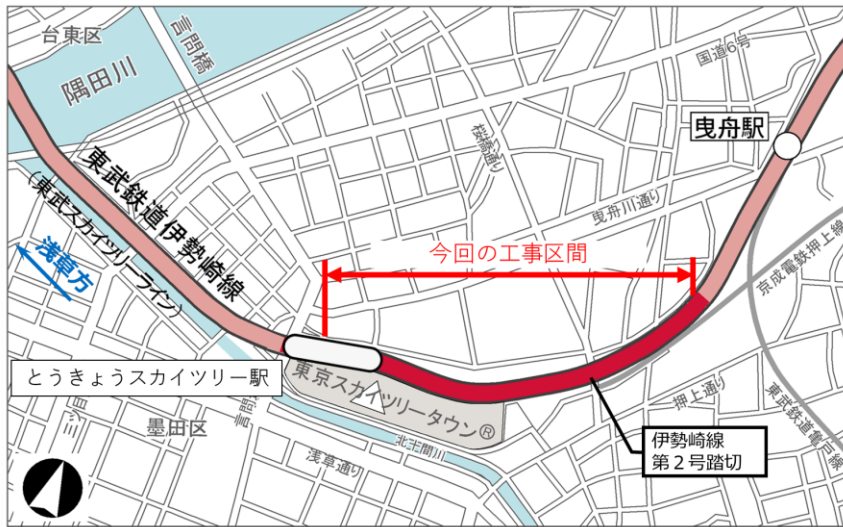 台東区
隅田川
言問橋
国道6号
桜橋通り
曳舟駅
東武鉄道伊勢崎線
（東武スカイツリーライン）
曳舟川通り
浅草方
今回の工事区間
京成電鉄押上線
とうきょうスカイツリー駅
東京スカイツリータウン®
押上通り
東武鉄道亀戸線
三ツ目
墨田区
言問
北十間川
浅草通り
伊勢崎線
第２号踏切